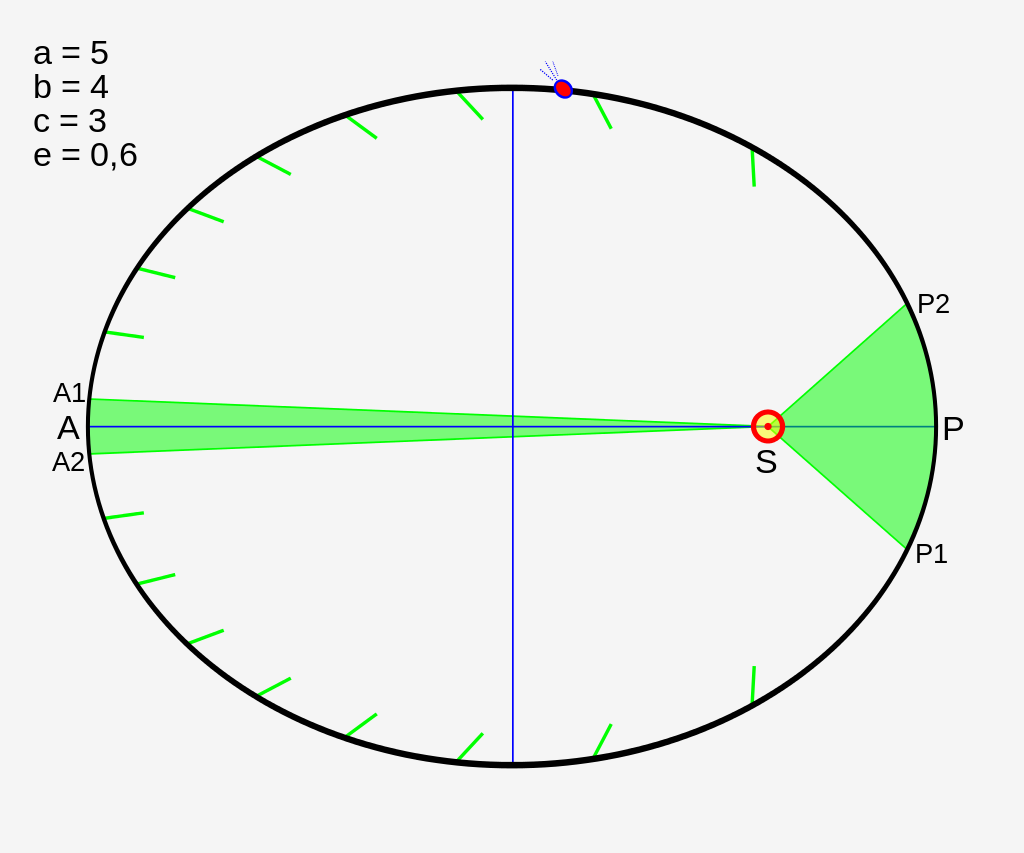 a = 5
b = 4
c = 3
e = 0,6
P2
A1
A
P
A2
S
P1